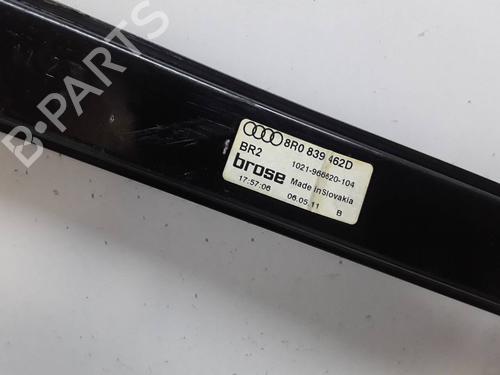 8R0 839 462D
BR2
1021-966620-104
brose
Made in Slovakia
17:57:06
06.05.11
B
B-PARTS